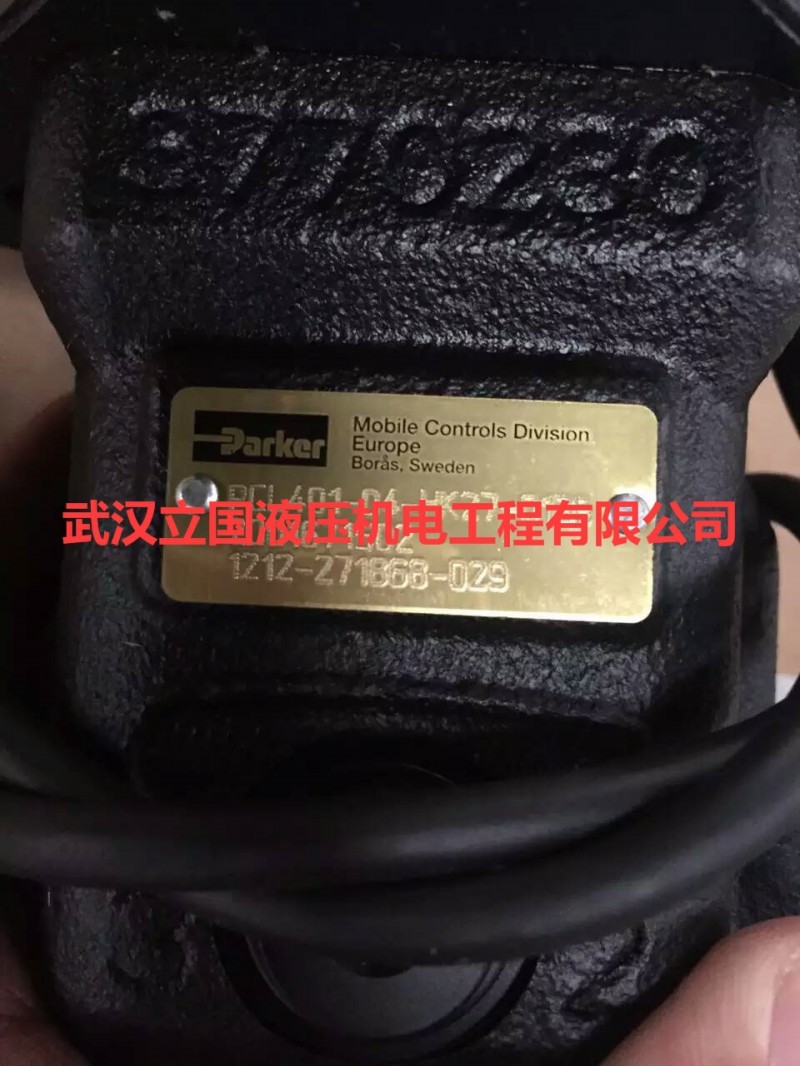 3776236
Parker
Mobile Controls Division
Europe
Borås, Sweden
武汉立国液压机电工程有限公司
1212-271868-029